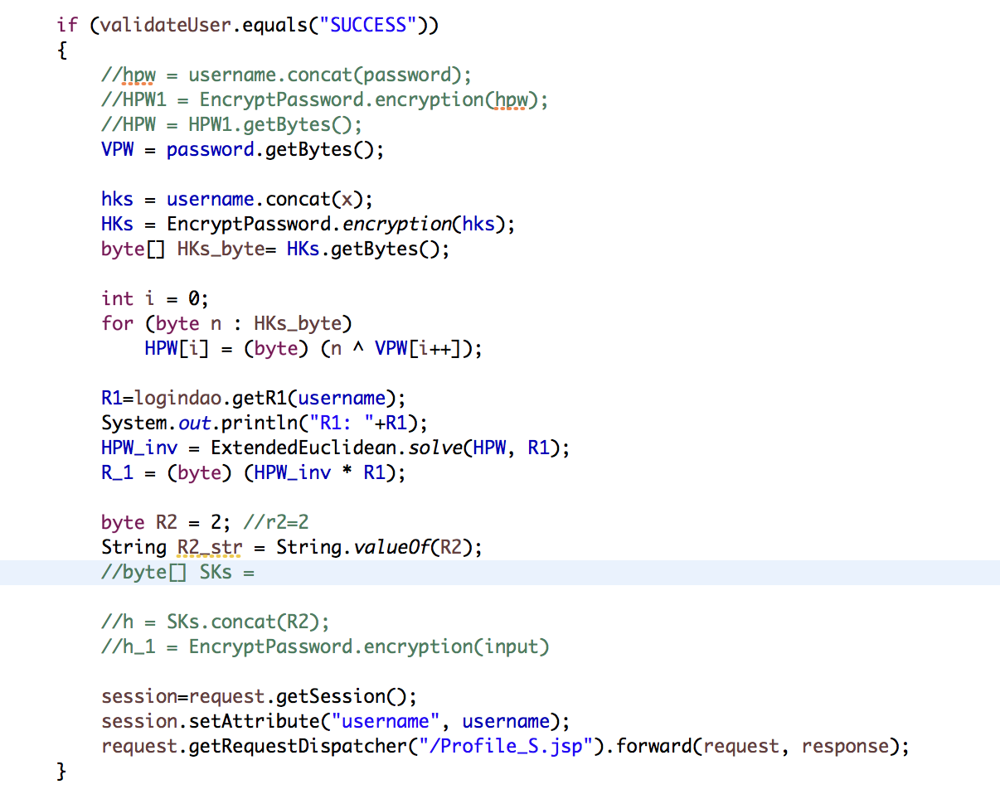 if (validateUser.equals("SUCCESS"))
{
//hpw = username.concat(password);
//HPW1 = EncryptPassword.encryption(hpw);
//HPW = HPW1.getBytes();
VPW = password.getBytes();
hks = username.concat(x);
HKs = EncryptPassword.encryption(hks);
byte[] HKs_byte= HKs.getBytes();
int i = 0;
for (byte n : HKs_byte)
HPW[i] = (byte) (n ^ VPW[i++]);
R1=logindao.getR1(username);
System.out.println("R1: "+R1);
HPW_inv = ExtendedEuclidean.solve(HPW, R1);
R_1 = (byte) (HPW_inv * R1);
byte R2 = 2; //r2=2
String R2_str = String.valueOf(R2);
//byte[] SKs =
//h = SKs.concat(R2);
//h_1 = EncryptPassword.encryption(input)
session=request.getSession();
session.setAttribute("username", username);
request.getRequestDispatcher("/Profile_S.jsp").forward(request, response);
}